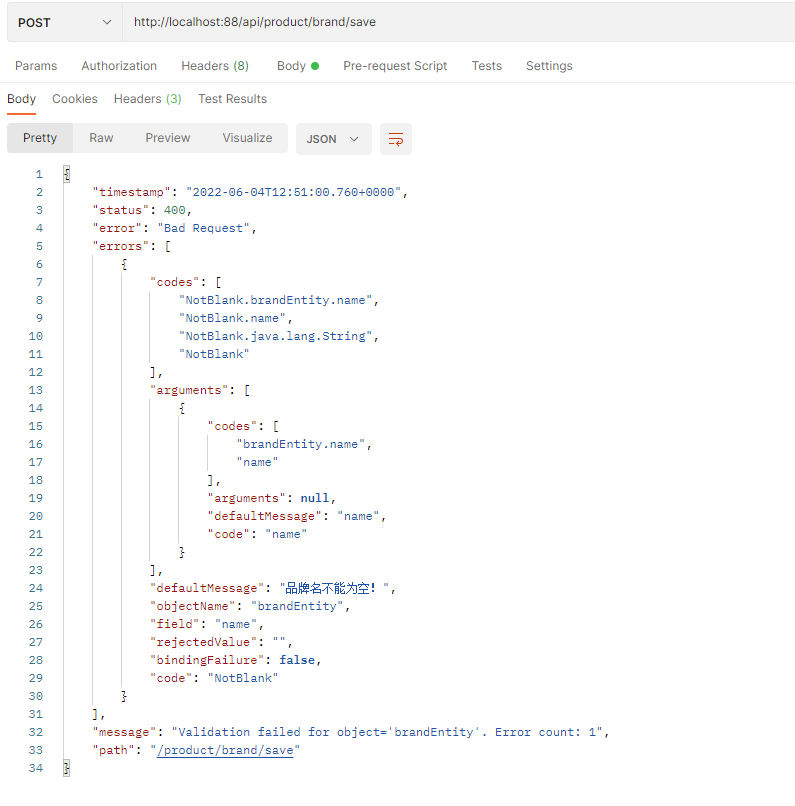 POST http://localhost:88/api/product/brand/save
Params Authorization Headers (8) Body Pre-request Script Tests Settings
Body Cookies Headers (3) Test Results
Pretty Raw Preview Visualize JSON
1 {
2 "timestamp": "2022-06-04T12:51:00.760+0000",
3 "status": 400,
4 "error": "Bad Request",
5 "errors": [
6 {
7 "codes": [
8 "NotBlank.brandEntity.name",
9 "NotBlank.name",
10 "NotBlank.java.lang.String",
11 "NotBlank"
12 ],
13 "arguments": [
14 {
15 "codes": [
16 "brandEntity.name",
17 "name"
18 ],
19 "arguments": null,
20 "defaultMessage": "name",
21 "code": "name"
22 }
23 ],
24 "defaultMessage": "品牌名不能为空！",
25 "objectName": "brandEntity",
26 "field": "name",
27 "rejectedValue": "",
28 "bindingFailure": false,
29 "code": "NotBlank"
30 }
31 ],
32 "message": "Validation failed for object='brandEntity'. Error count: 1",
33 "path": "/product/brand/save"
34 }